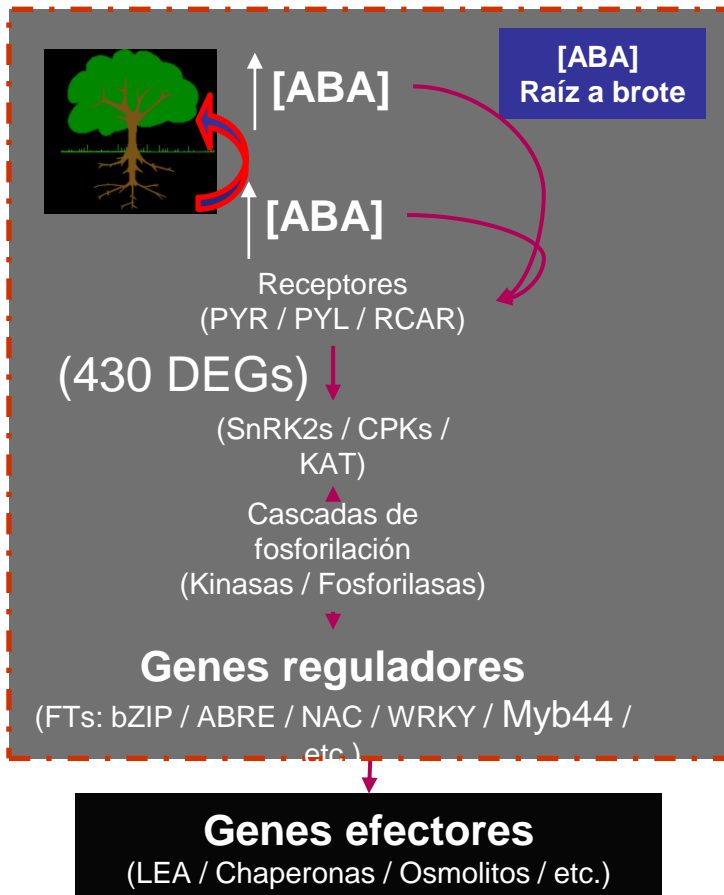 [ABA]
[ABA]
Raíz a brote
[ABA]
Receptores
(PYR / PYL / RCAR)
(430 DEGs)
(SnRK2s / CPKs /
KAT)
Cascadas de
fosforilación
(Kinasas / Fosforilasas)
Genes reguladores
(FTs: bZIP / ABRE / NAC / WRKY / Myb44 /
etc.)
Genes efectores
(LEA / Chaperonas / Osmolitos / etc.)